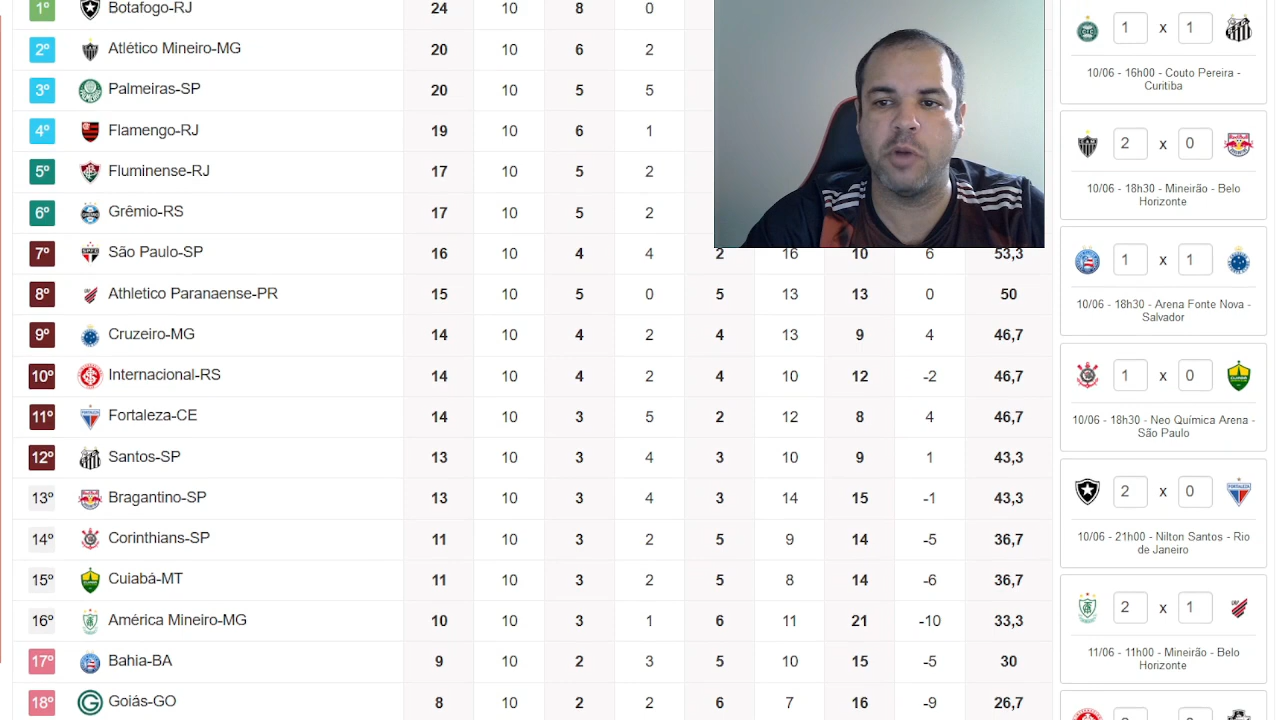 1º Botafogo-RJ 24 10 8 0
2º Atlético Mineiro-MG 20 10 6 2
3º Palmeiras-SP 20 10 5 5
4º Flamengo-RJ 19 10 6 1
5º Fluminense-RJ 17 10 5 2
6º Grêmio-RS 17 10 5 2
7º São Paulo-SP 16 10 4 4 2 16 10 6 53,3
8º Athletico Paranaense-PR 15 10 5 0 5 13 13 0 50
9º Cruzeiro-MG 14 10 4 2 4 13 9 4 46,7
10º Internacional-RS 14 10 4 2 4 10 12 -2 46,7
11º Fortaleza-CE 14 10 3 5 2 12 8 4 46,7
12º Santos-SP 13 10 3 4 3 10 9 1 43,3
13º Bragantino-SP 13 10 3 4 3 14 15 -1 43,3
14º Corinthians-SP 11 10 3 2 5 9 14 -5 36,7
15º Cuiabá-MT 11 10 3 2 5 8 14 -6 36,7
16º América Mineiro-MG 10 10 3 1 6 11 21 -10 33,3
17º Bahia-BA 9 10 2 3 5 10 15 -5 30
18º Goiás-GO 8 10 2 2 6 7 16 -9 26,7
1 x 1
10/06 - 16h00 - Couto Pereira -
Curitiba
2 x 0
10/06 - 18h30 - Mineirão - Belo
Horizonte
1 x 1
10/06 - 18h30 - Arena Fonte Nova -
Salvador
1 x 0
10/06 - 18h30 - Neo Química Arena -
São Paulo
2 x 0
10/06 - 21h00 - Nilton Santos - Rio
de Janeiro
2 x 1
11/06 - 11h00 - Mineirão - Belo
Horizonte